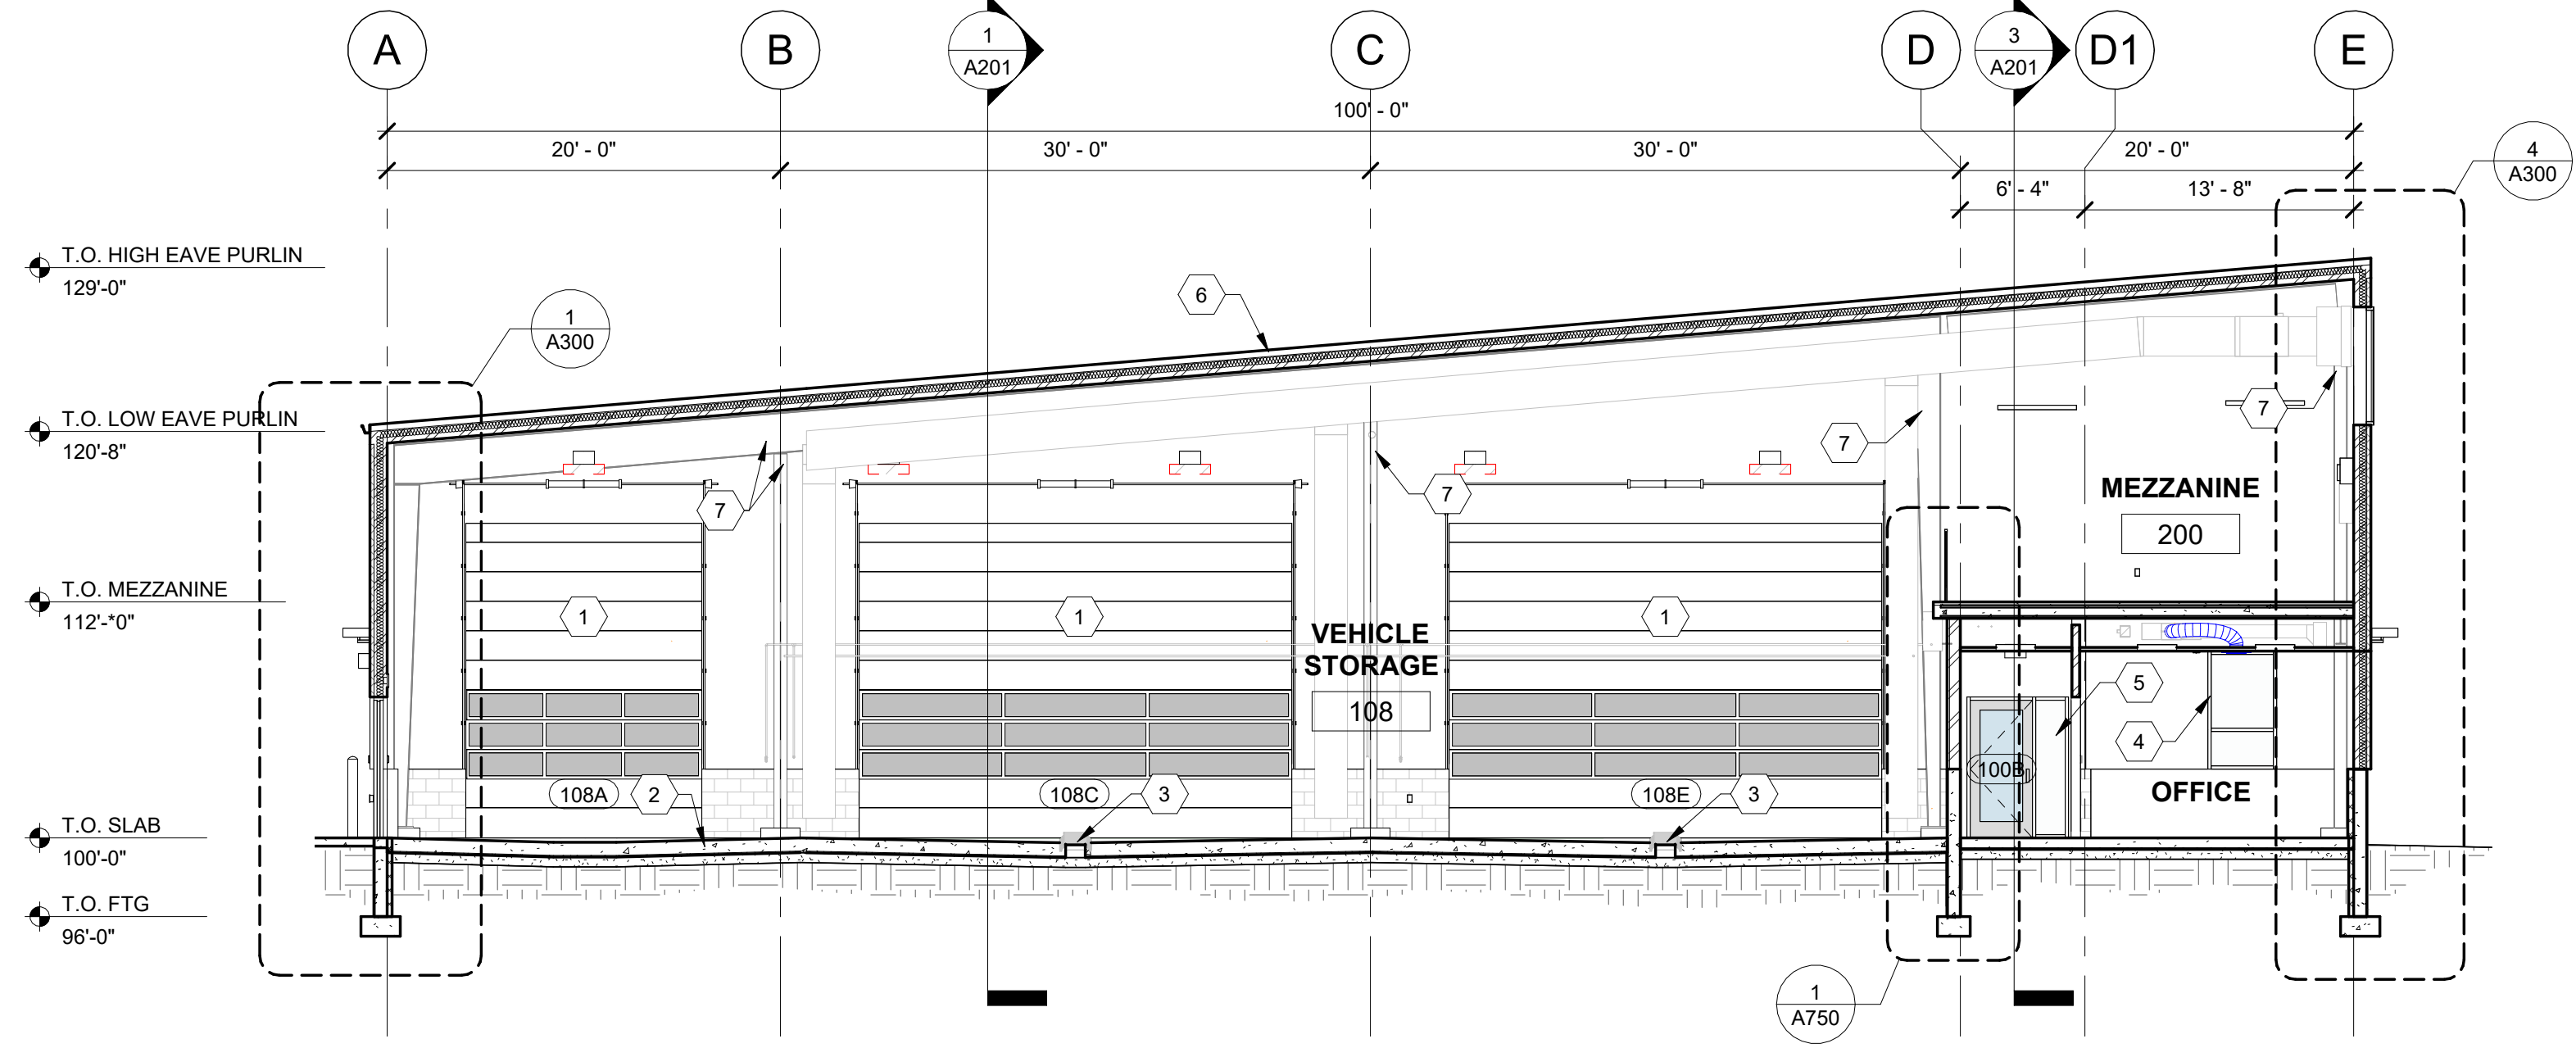 A
B
1
A201
C
D
3
A201
D1
E
100' - 0"
20' - 0"
30' - 0"
30' - 0"
20' - 0"
4
A300
6' - 4"
13' - 8"
T.O. HIGH EAVE PURLIN
129'-0"
6
1
A300
T.O. LOW EAVE PURLIN
120'-8"
7
7
7
7
MEZZANINE
200
T.O. MEZZANINE
112'-*0"
1
1
1
VEHICLE
STORAGE
108
5
4
100B
OFFICE
108A
2
108C
3
108E
3
T.O. SLAB
100'-0"
T.O. FTG
96'-0"
1
A750